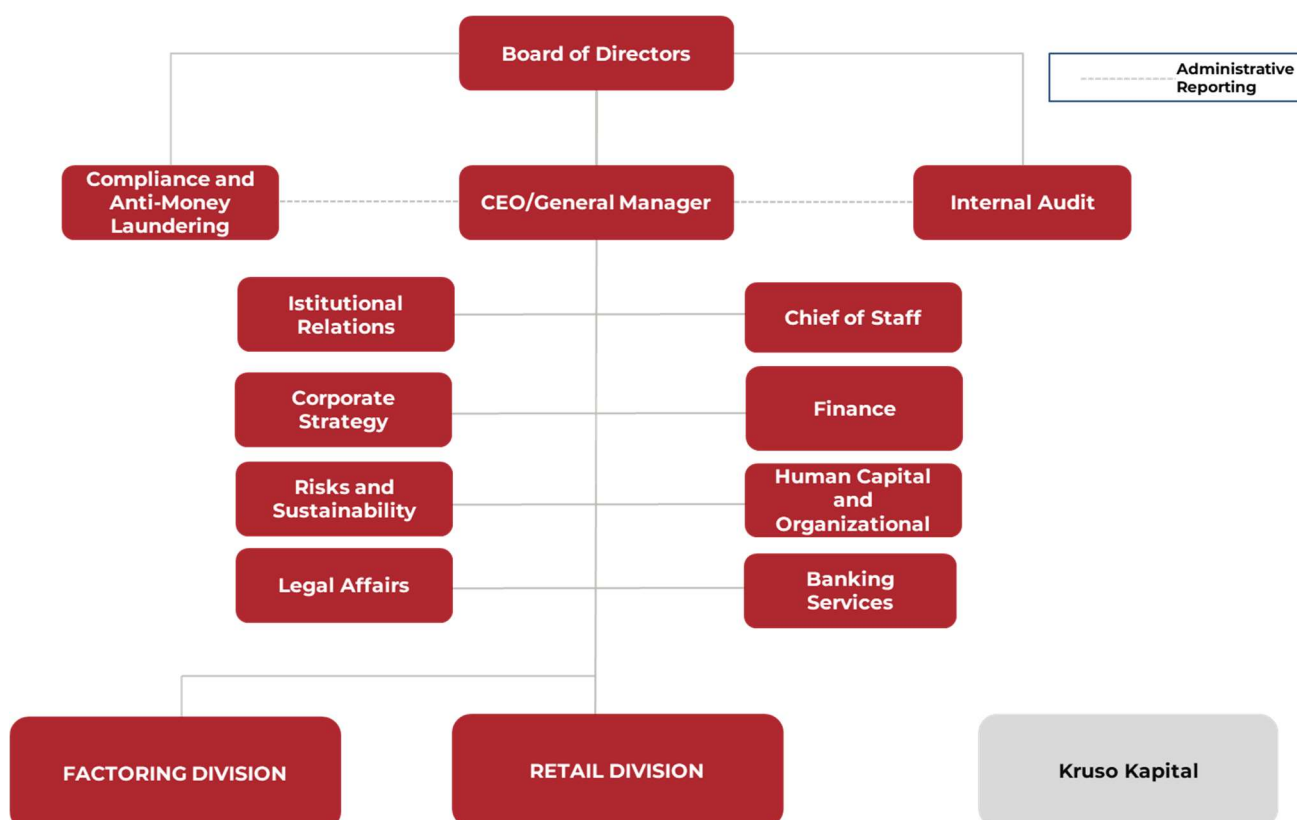 Board of Directors
Administrative
Reporting
Compliance and
Anti-Money
Laundering
CEO/General Manager
Internal Audit
Istitutional
Relations
Chief of Staff
Corporate
Strategy
Finance
Risks and
Sustainability
Human Capital
and
Organizational
Legal Affairs
Banking
Services
FACTORING DIVISION
RETAIL DIVISION
Kruso Kapital